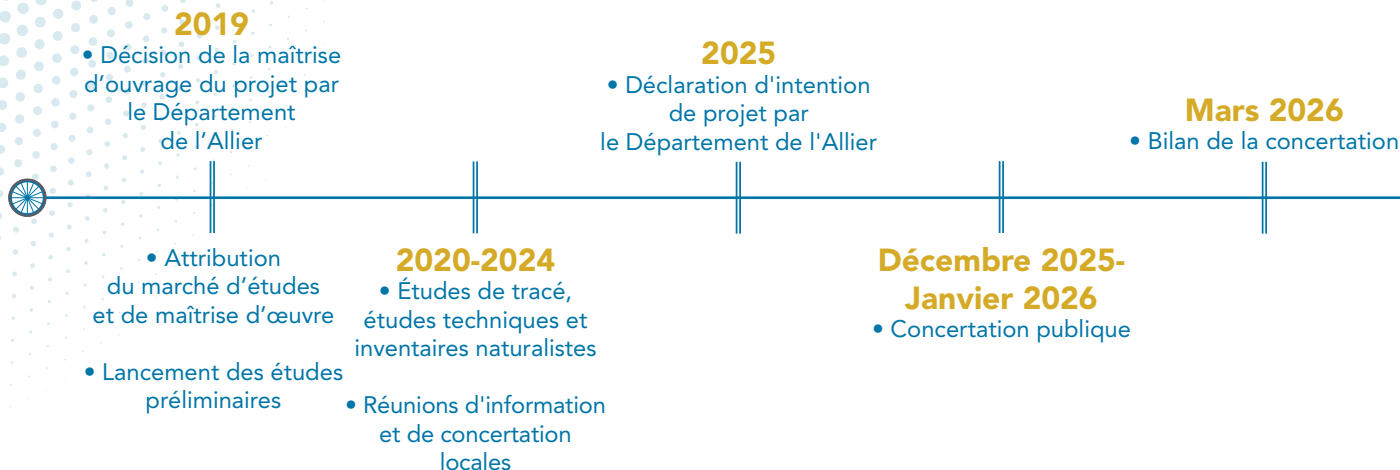 2019
• Décision de la maîtrise
d’ouvrage du projet par
le Département
de l’Allier
• Attribution
du marché d’études
et de maîtrise d’œuvre
• Lancement des études
préliminaires
2020-2024
• Études de tracé,
études techniques et
inventaires naturalistes
• Réunions d'information
et de concertation
locales
2025
• Déclaration d'intention
de projet par
le Département de l'Allier
Décembre 2025-
Janvier 2026
• Concertation publique
Mars 2026
• Bilan de la concertation